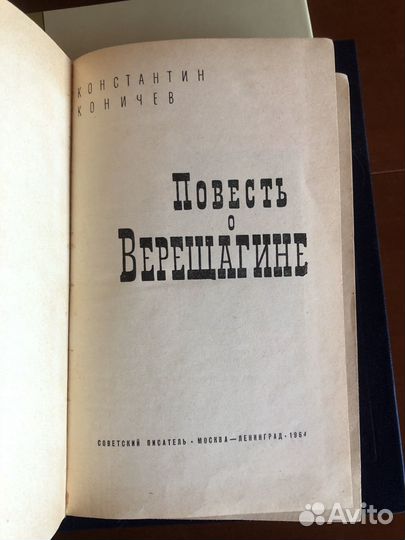 КОНСТАНТИН
КОНИЧЕВ
ПОВЕСТЬ
О
ВЕРЕЩАГИНЕ
СОВЕТСКИЙ ПИСАТЕЛЬ • МОСКВА—ЛЕНИНГРАД • 1964
Avito